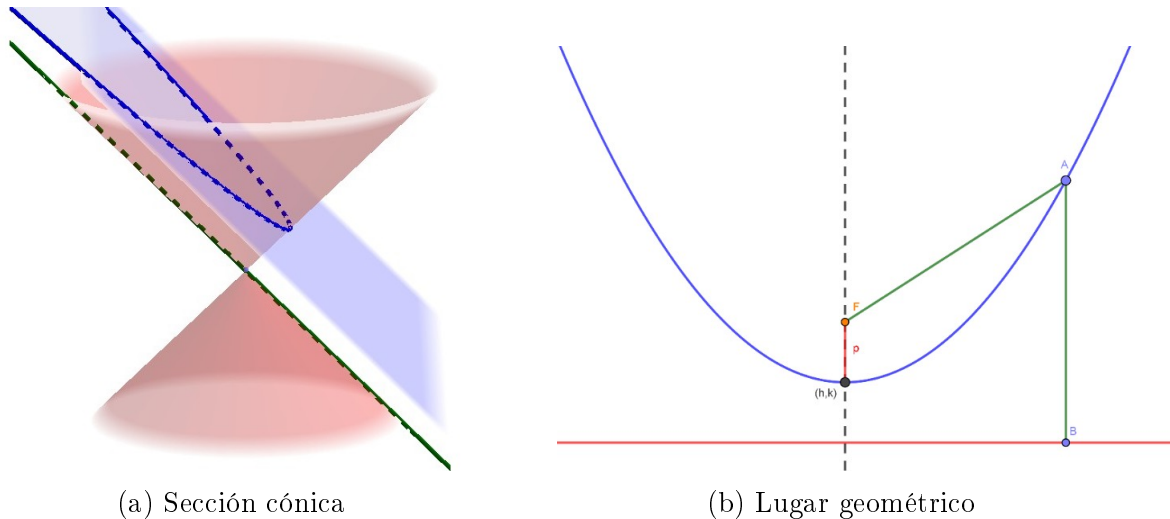 A
F
p
(h,k)
B
(a) Sección cónica
(b) Lugar geométrico